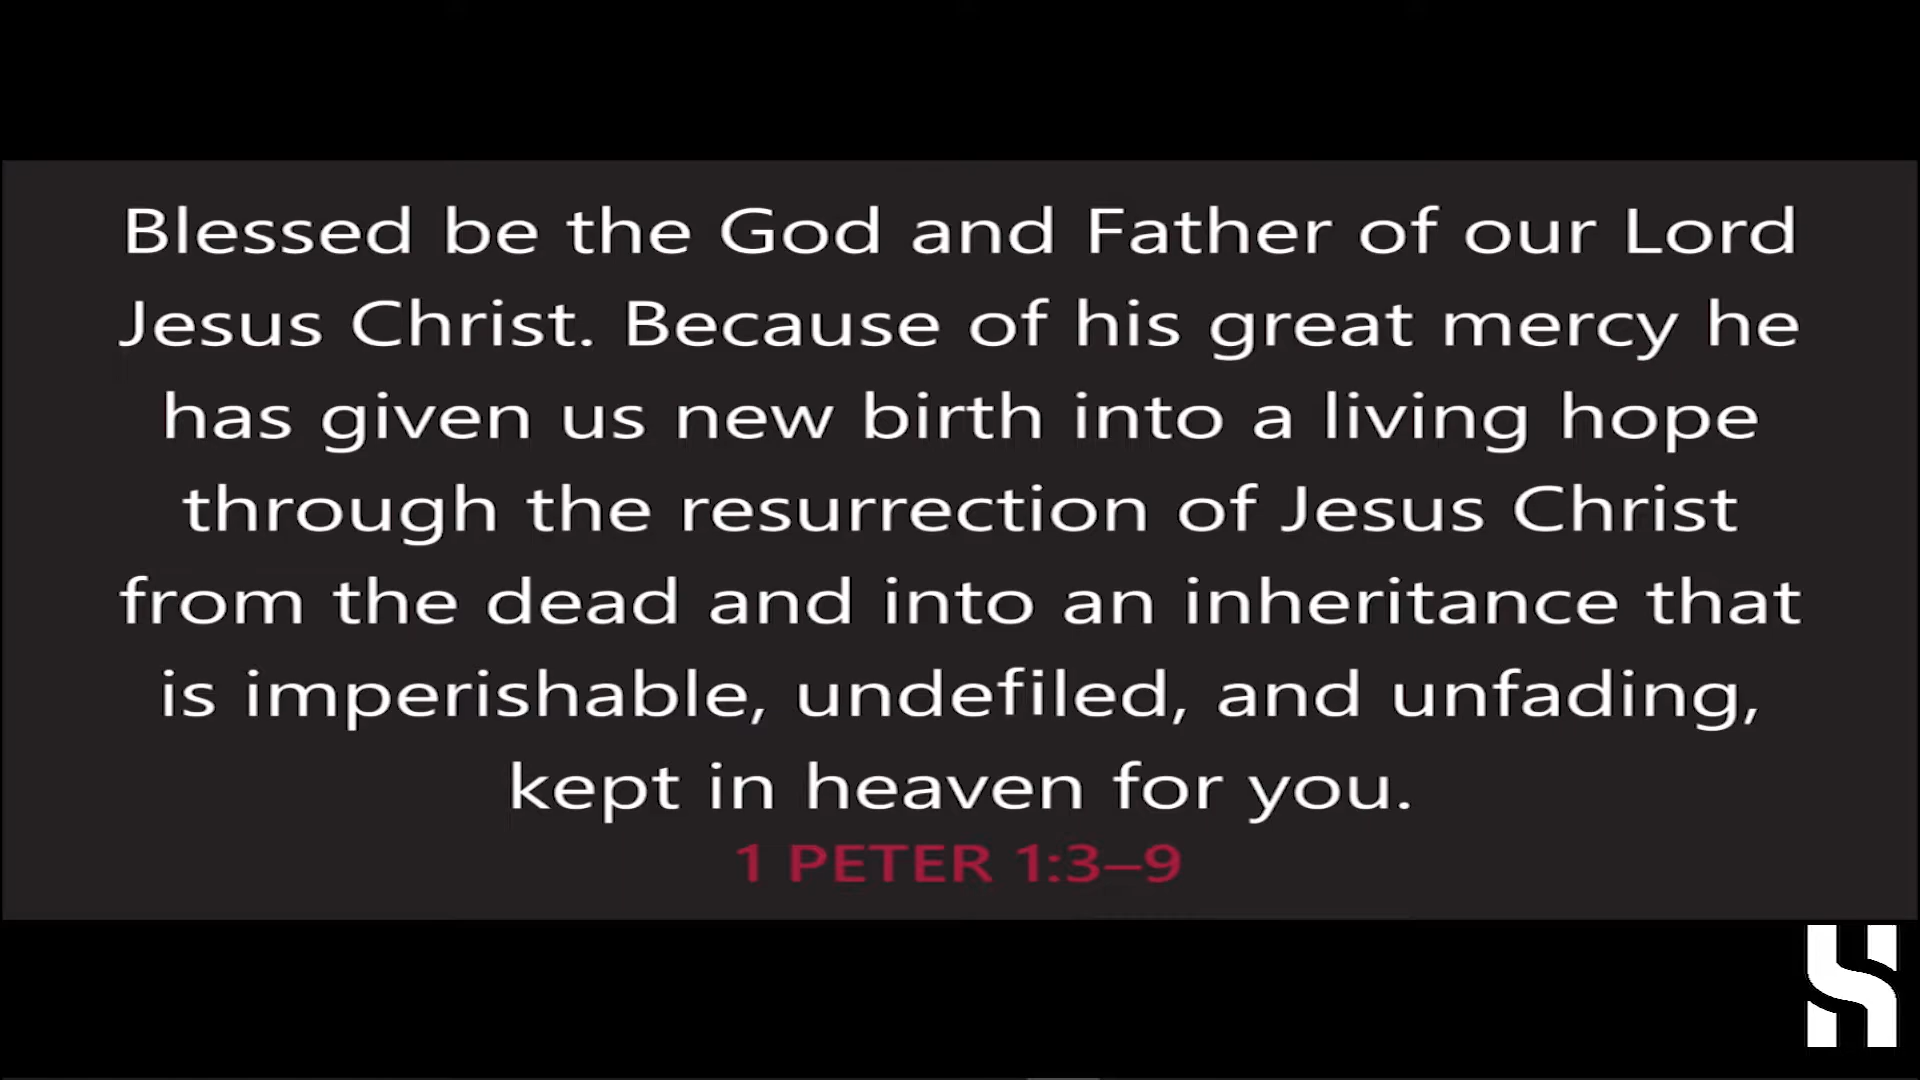 Blessed be the God and Father of our Lord
Jesus Christ. Because of his great mercy he
has given us new birth into a living hope
through the resurrection of Jesus Christ
from the dead and into an inheritance that
is imperishable, undefiled, and unfading,
kept in heaven for you.
1 PETER 1:3–9